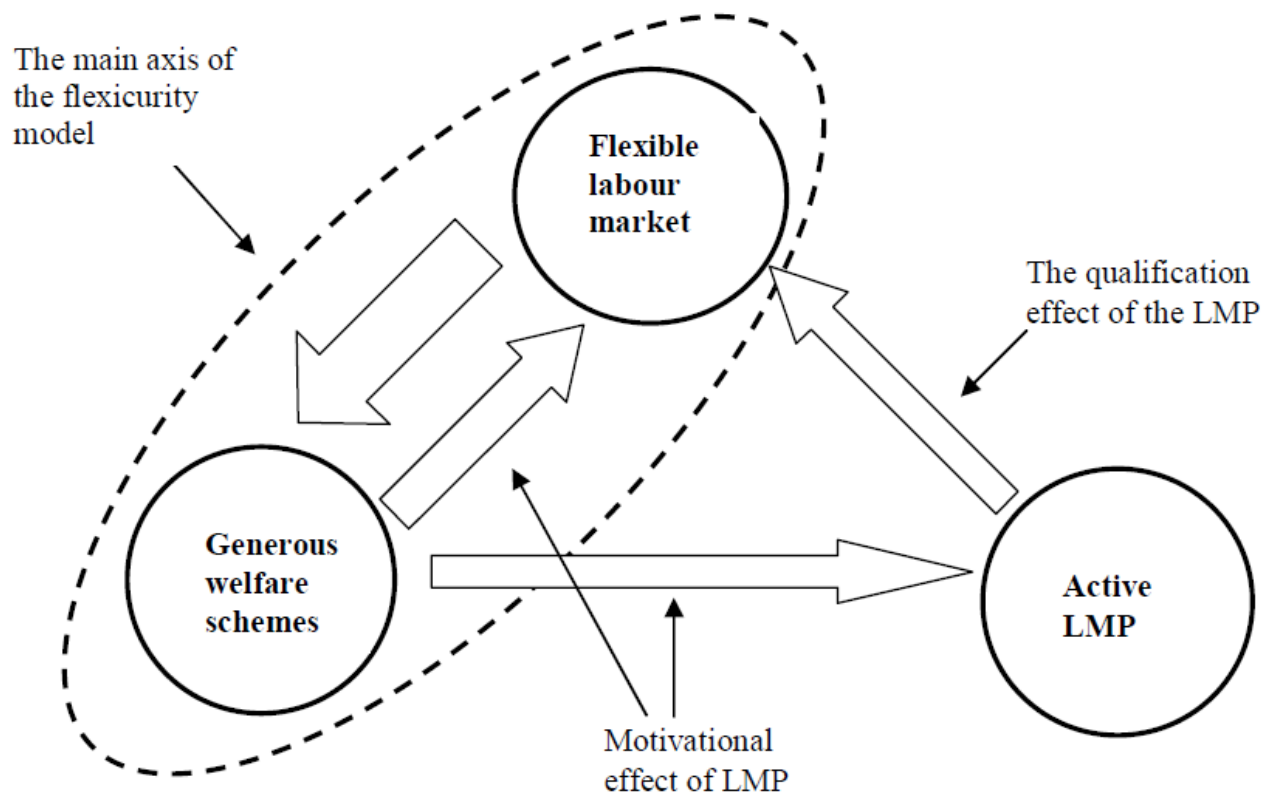 The main axis of
the flexicurity
model
Flexible
labour
market
The qualification
effect of the LMP
Generous
welfare
schemes
Active
LMP
Motivational
effect of LMP